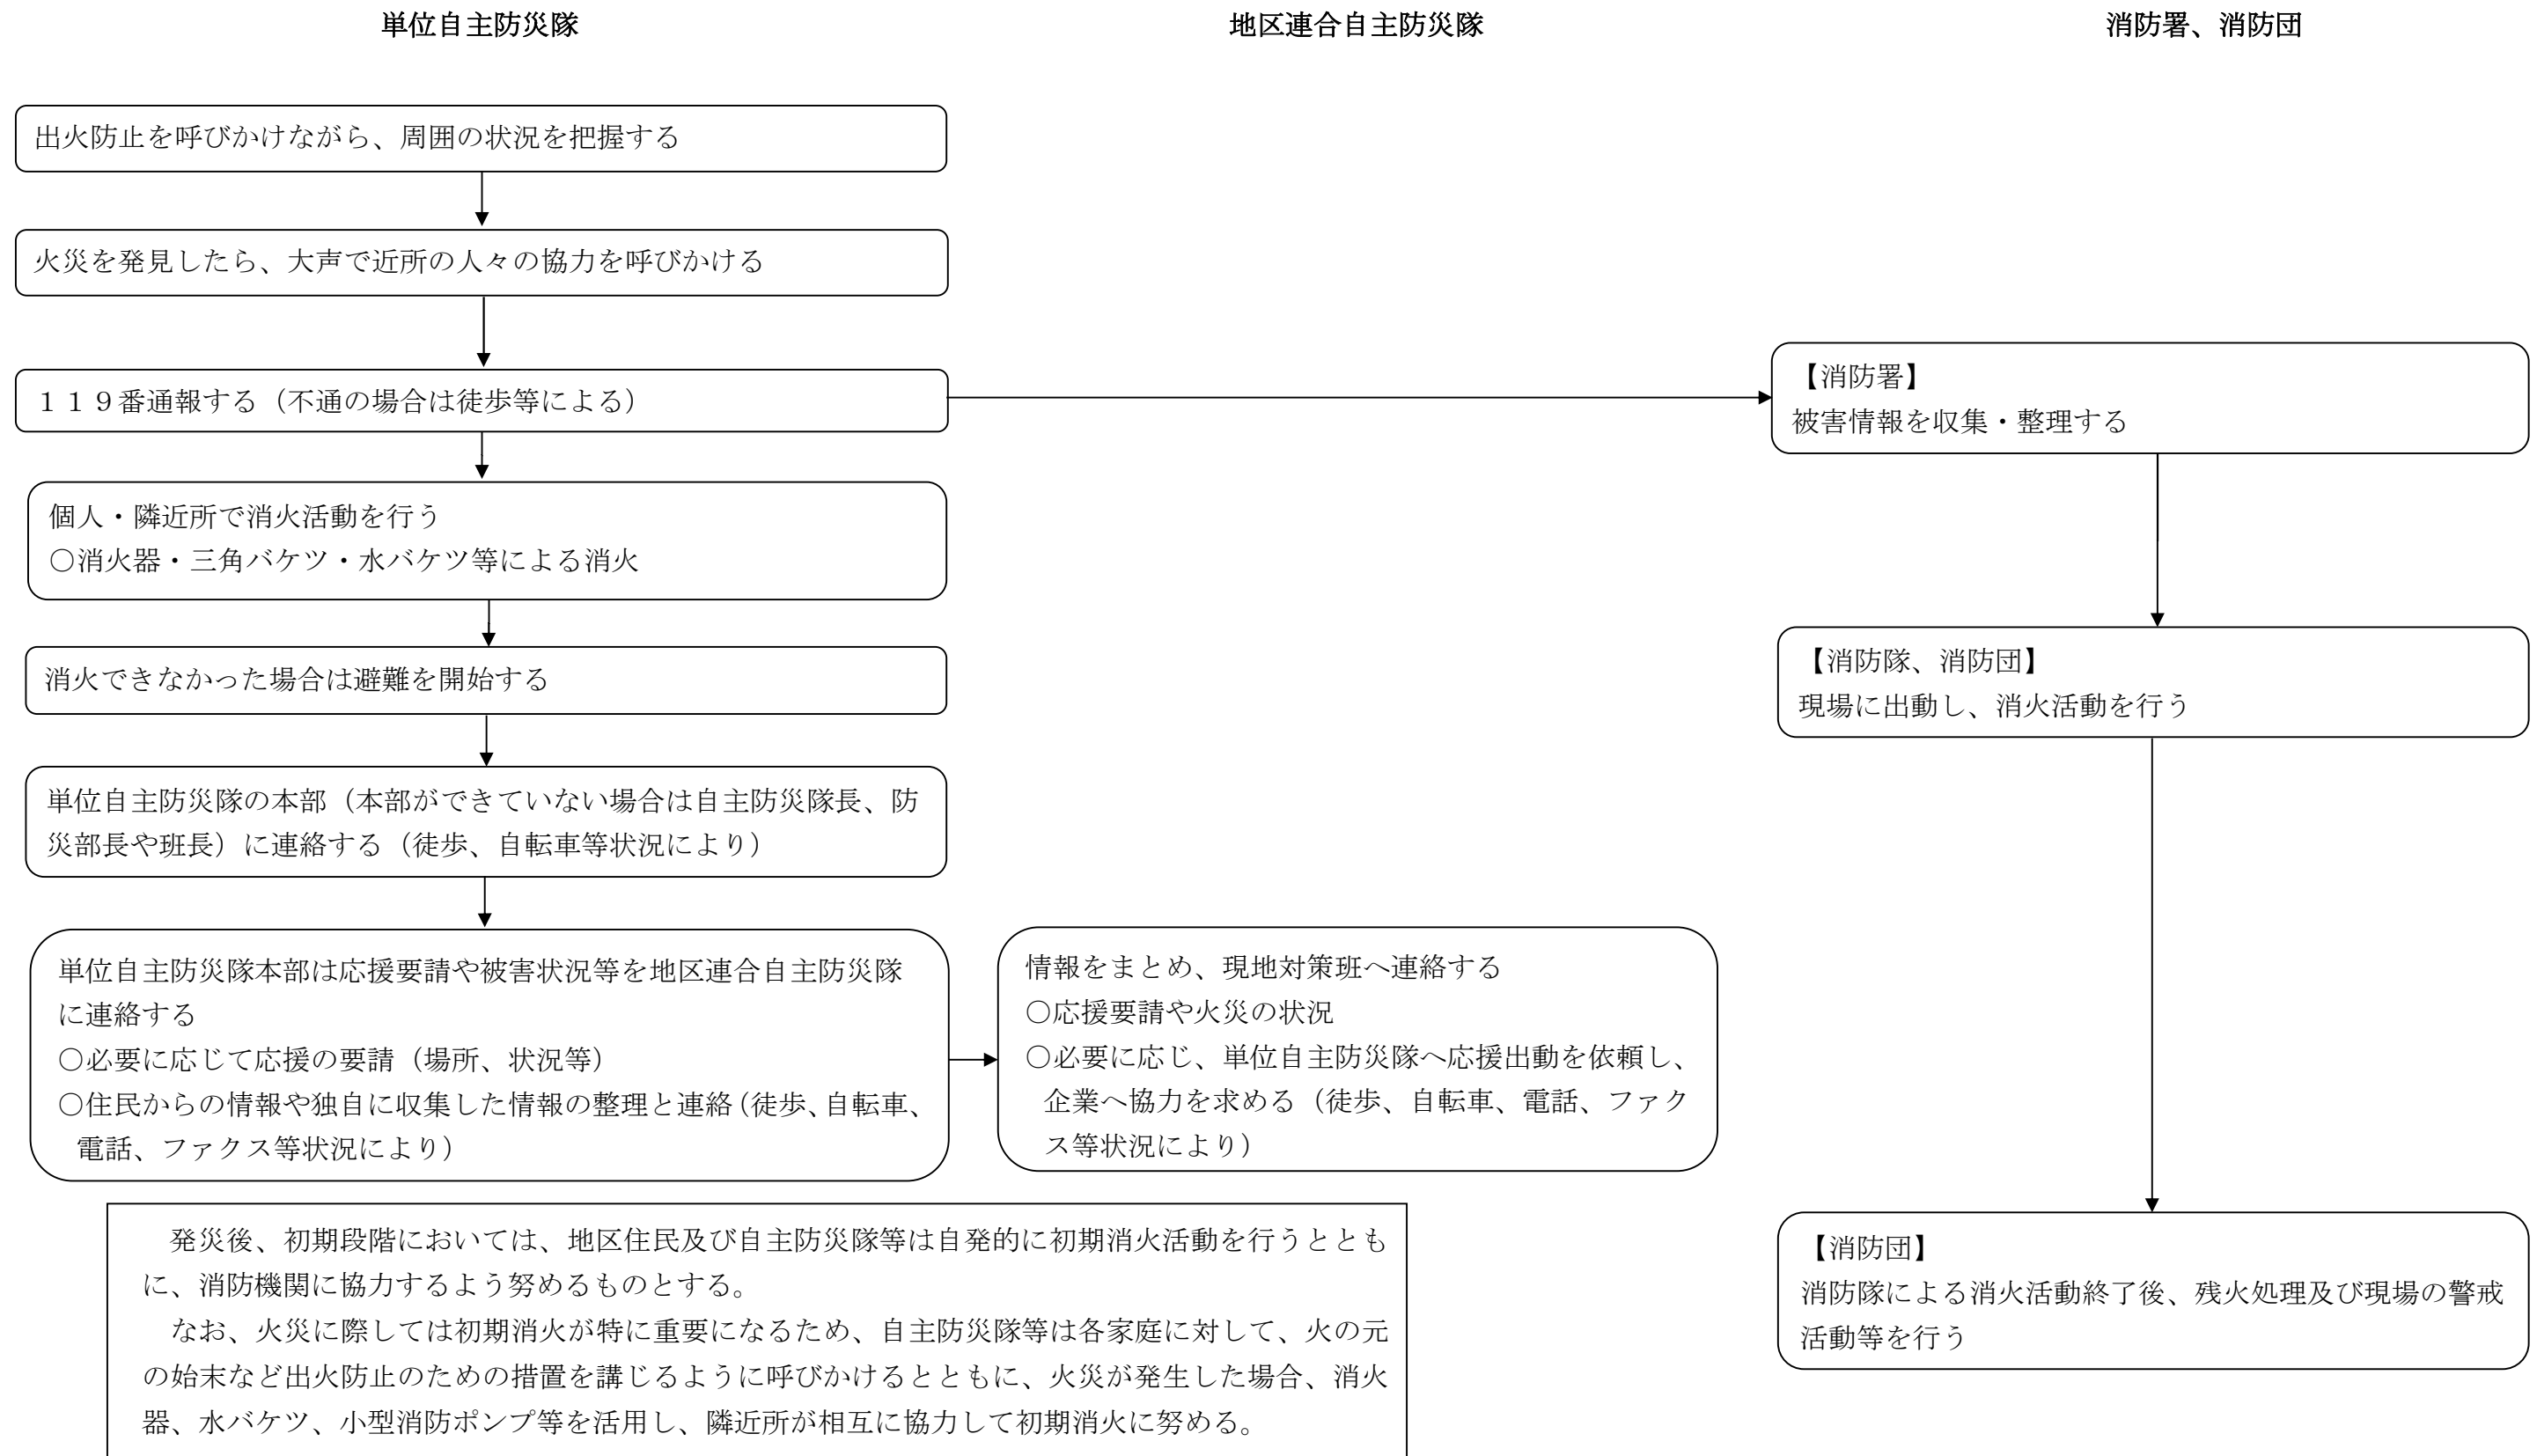 単位自主防災隊
地区連合自主防災隊
消防署、消防団
出火防止を呼びかけながら、周囲の状況を把握する
火災を発見したら、大声で近所の人々の協力を呼びかける
１１９番通報する（不通の場合は徒歩等による）
【消防署】
被害情報を収集・整理する
個人・隣近所で消火活動を行う
○消火器・三角バケツ・水バケツ等による消火
消火できなかった場合は避難を開始する
【消防隊、消防団】
現場に出動し、消火活動を行う
単位自主防災隊の本部（本部ができていない場合は自主防災隊長、防
災部長や班長）に連絡する（徒歩、自転車等状況により）
単位自主防災隊本部は応援要請や被害状況等を地区連合自主防災隊
に連絡する
○必要に応じて応援の要請（場所、状況等）
○住民からの情報や独自に収集した情報の整理と連絡（徒歩、自転車、
電話、ファクス等状況により）
情報をまとめ、現地対策班へ連絡する
○応援要請や火災の状況
○必要に応じ、単位自主防災隊へ応援出動を依頼し、
企業へ協力を求める（徒歩、自転車、電話、ファク
ス等状況により）
【消防団】
消防隊による消火活動終了後、残火処理及び現場の警戒
活動等を行う
発災後、初期段階においては、地区住民及び自主防災隊等は自発的に初期消火活動を行うととも
に、消防機関に協力するよう努めるものとする。
なお、火災に際しては初期消火が特に重要になるため、自主防災隊等は各家庭に対して、火の元
の始末など出火防止のための措置を講じるように呼びかけるとともに、火災が発生した場合、消火
器、水バケツ、小型消防ポンプ等を活用し、隣近所が相互に協力して初期消火に努める。